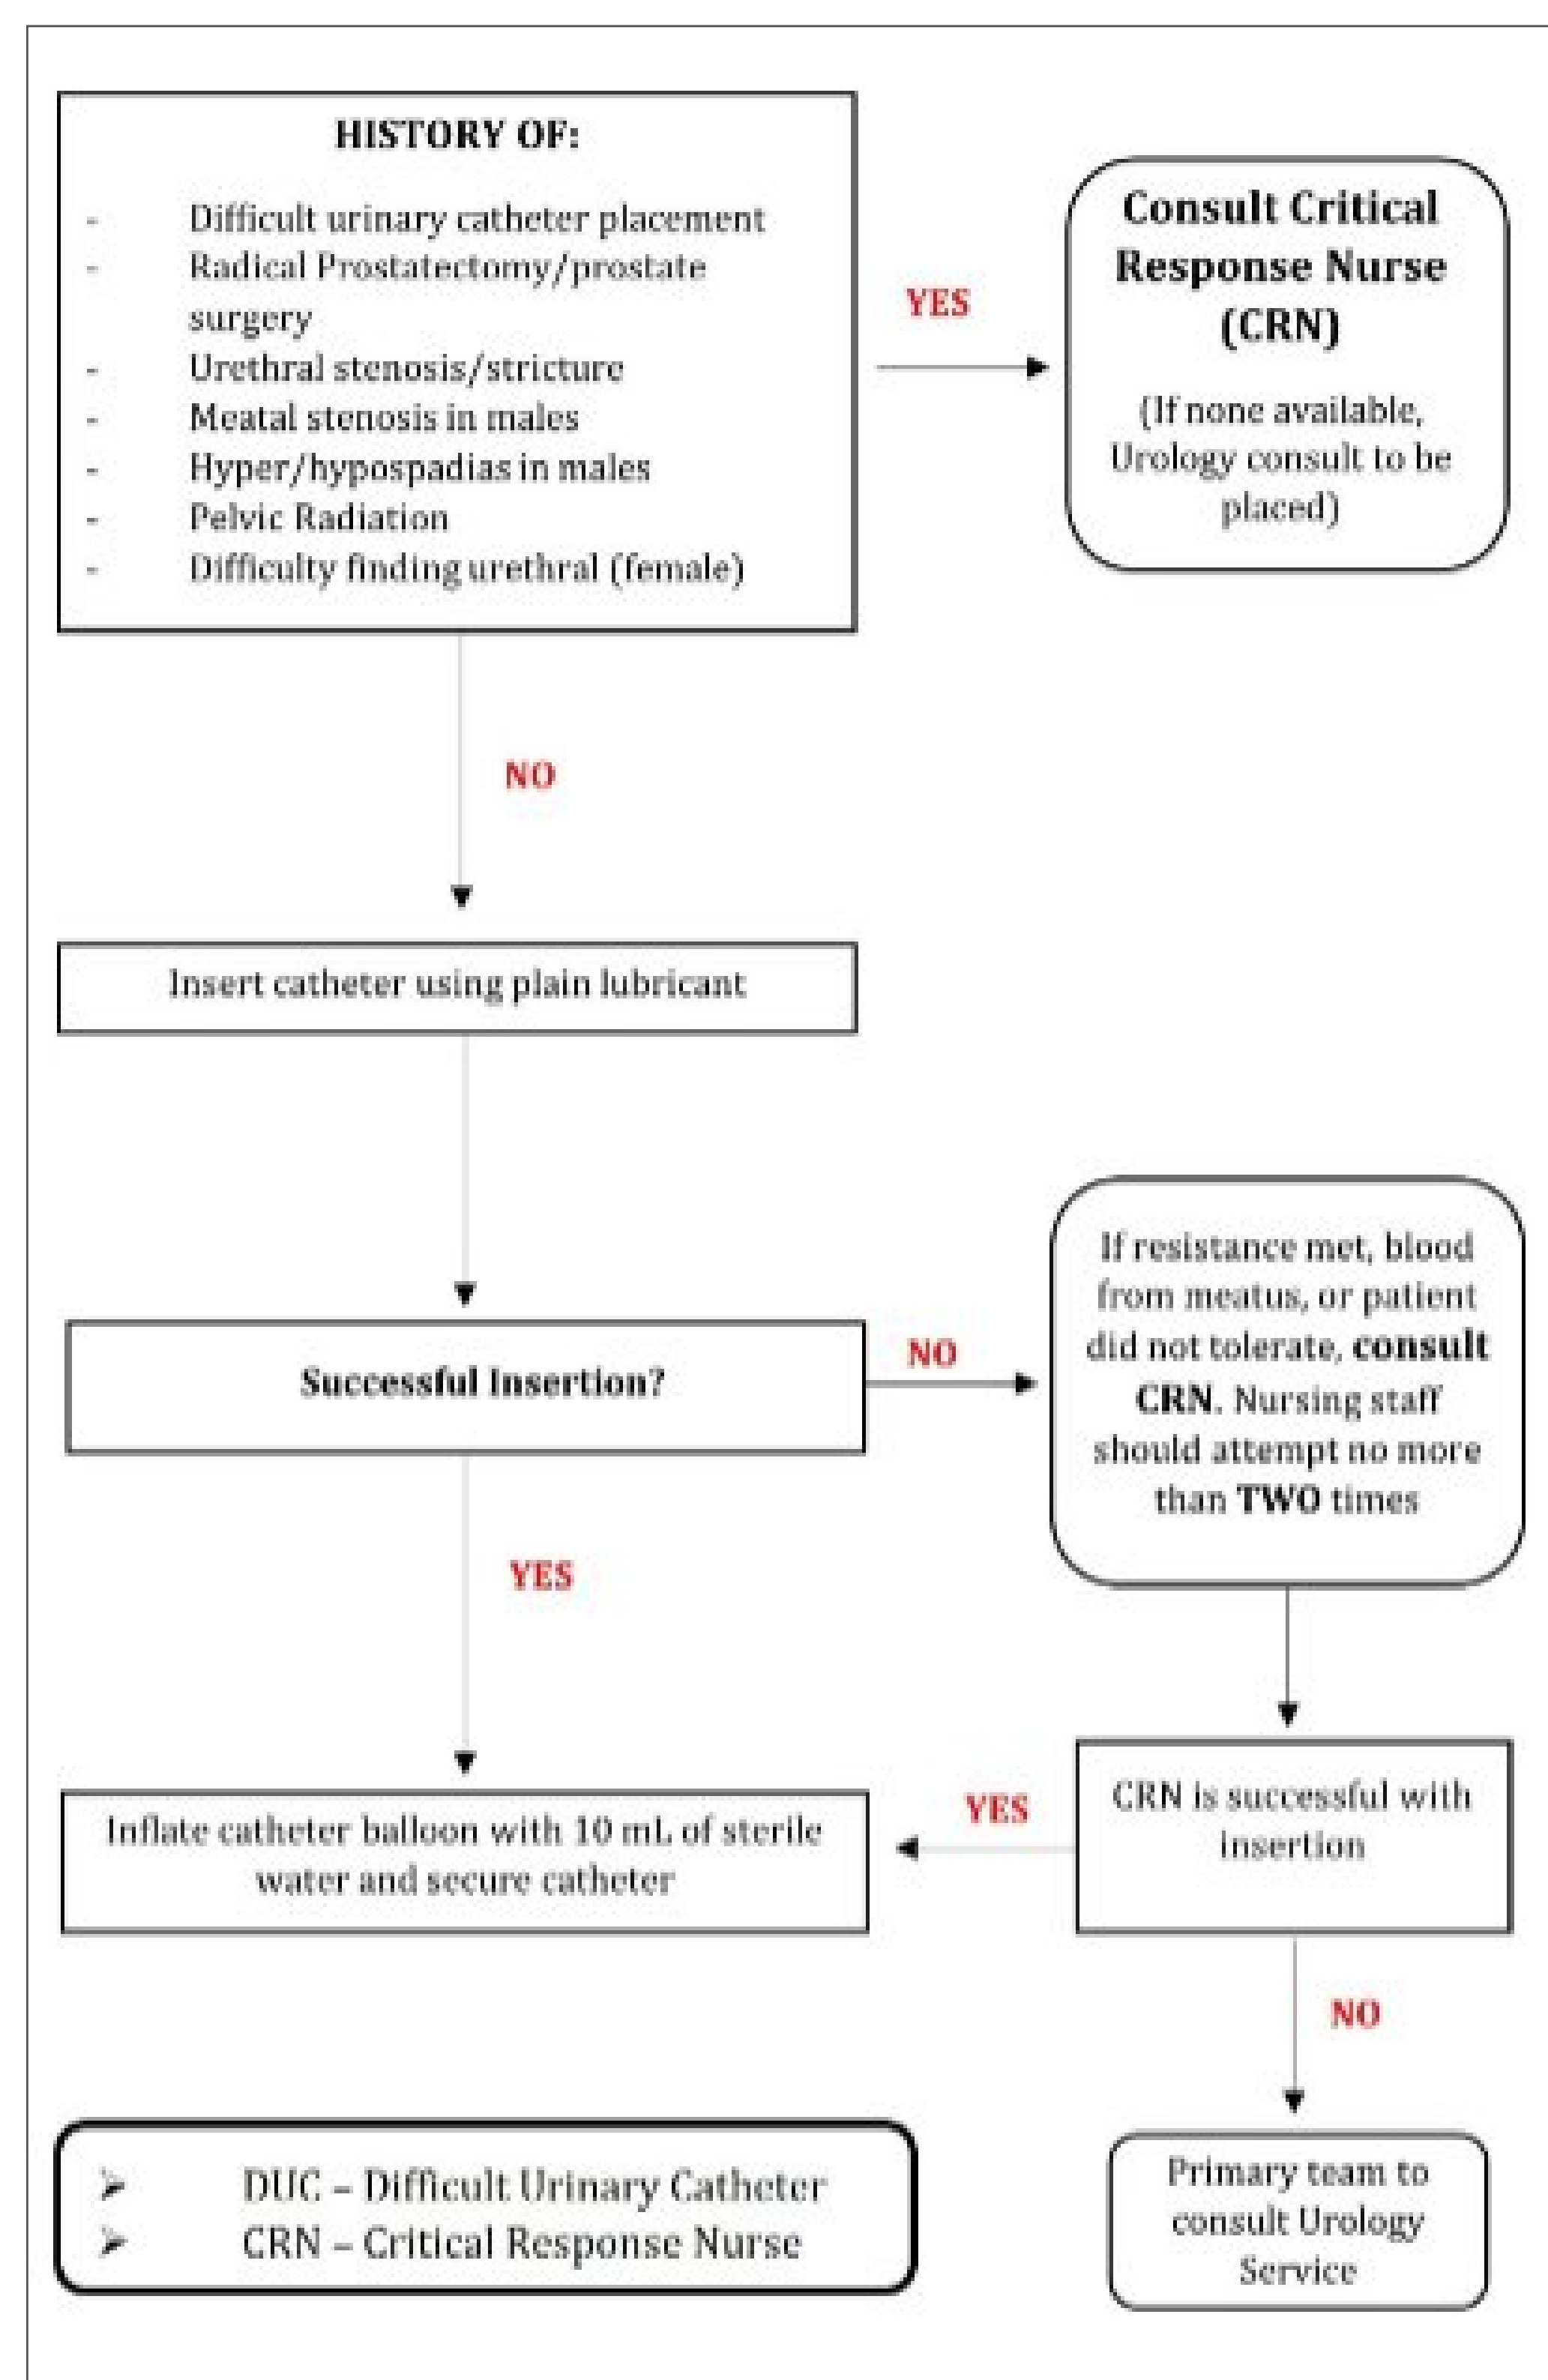 HISTORY OF:
- Difficult urinary catheter placement
- Radical Prostatectomy/prostate
surgery
- Urethral stenosis/stricture
- Meatal stenosis in males
- Hyper/hypospadias in males
- Pelvic Radiation
- Difficulty finding urethral (female)
YES
Consult Critical
Response Nurse
(CRN)
(If none available,
Urology consult to be
placed)
NO
Insert catheter using plain lubricant
Successful Insertion?
NO
If resistance met, blood
from meatus, or patient
did not tolerate, consult
CRN. Nursing staff
should attempt no more
than TWO times
YES
Inflate catheter balloon with 10 mL of sterile
water and secure catheter
YES
CRN is successful with
insertion
NO
Primary team to
consult Urology
Service
➢ DUC – Difficult Urinary Catheter
➢ CRN – Critical Response Nurse